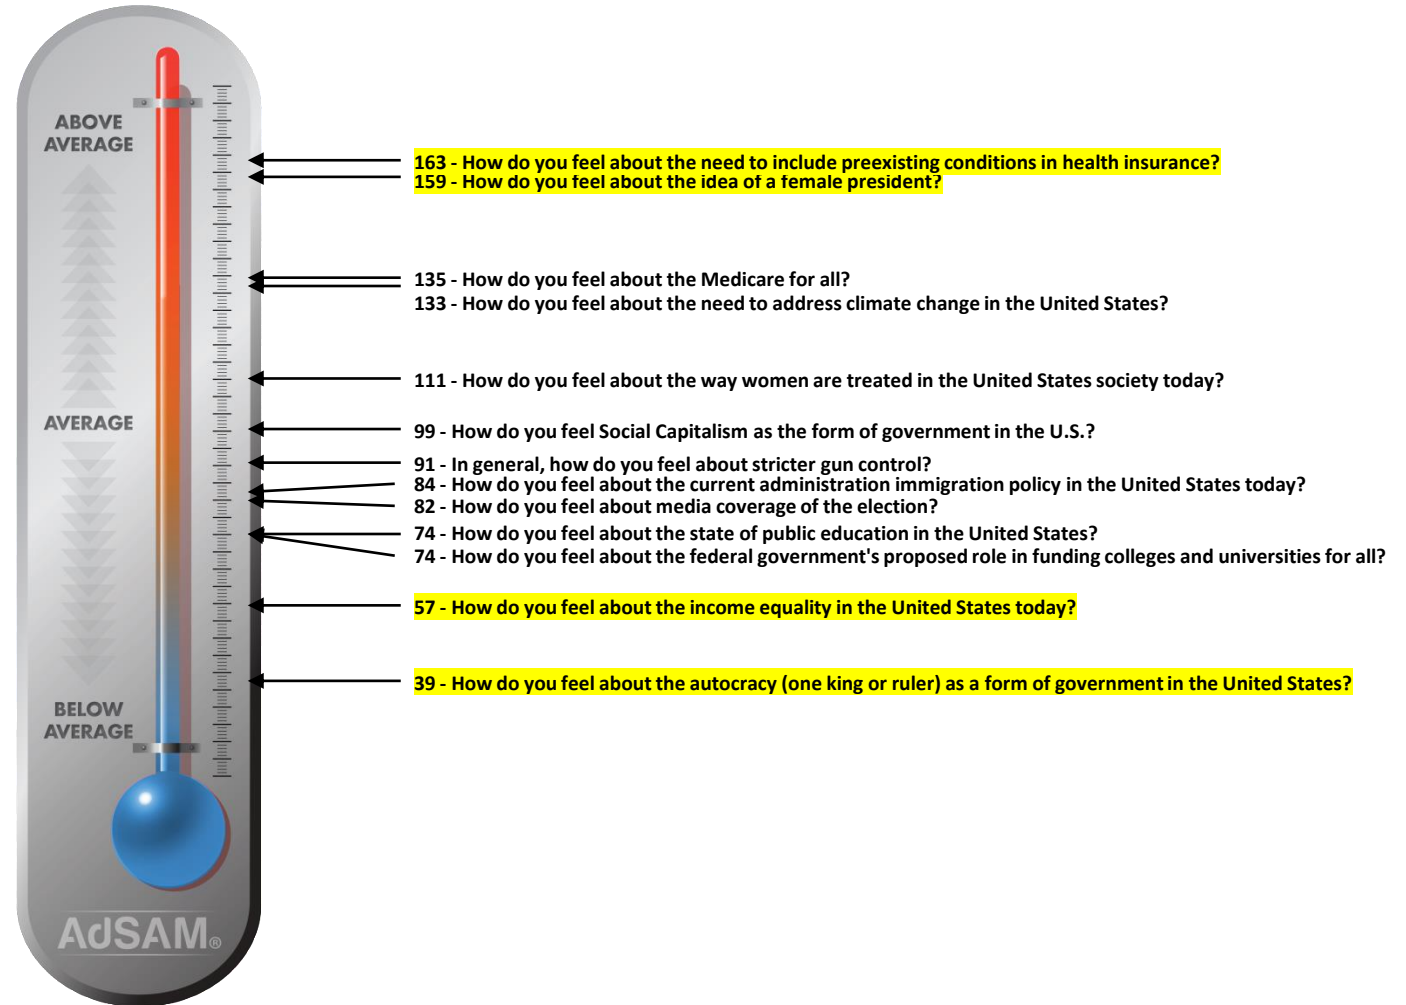 ABOVE
AVERAGE
163 - How do you feel about the need to include preexisting conditions in health insurance?
159 - How do you feel about the idea of a female president?
135 - How do you feel about the Medicare for all?
133 - How do you feel about the need to address climate change in the United States?
111 - How do you feel about the way women are treated in the United States society today?
AVERAGE
99 - How do you feel Social Capitalism as the form of government in the U.S.?
91 - In general, how do you feel about stricter gun control?
84 - How do you feel about the current administration immigration policy in the United States today?
82 - How do you feel about media coverage of the election?
74 - How do you feel about the state of public education in the United States?
74 - How do you feel about the federal government's proposed role in funding colleges and universities for all?
57 - How do you feel about the income equality in the United States today?
39 - How do you feel about the autocracy (one king or ruler) as a form of government in the United States?
BELOW
AVERAGE
AdSAM®